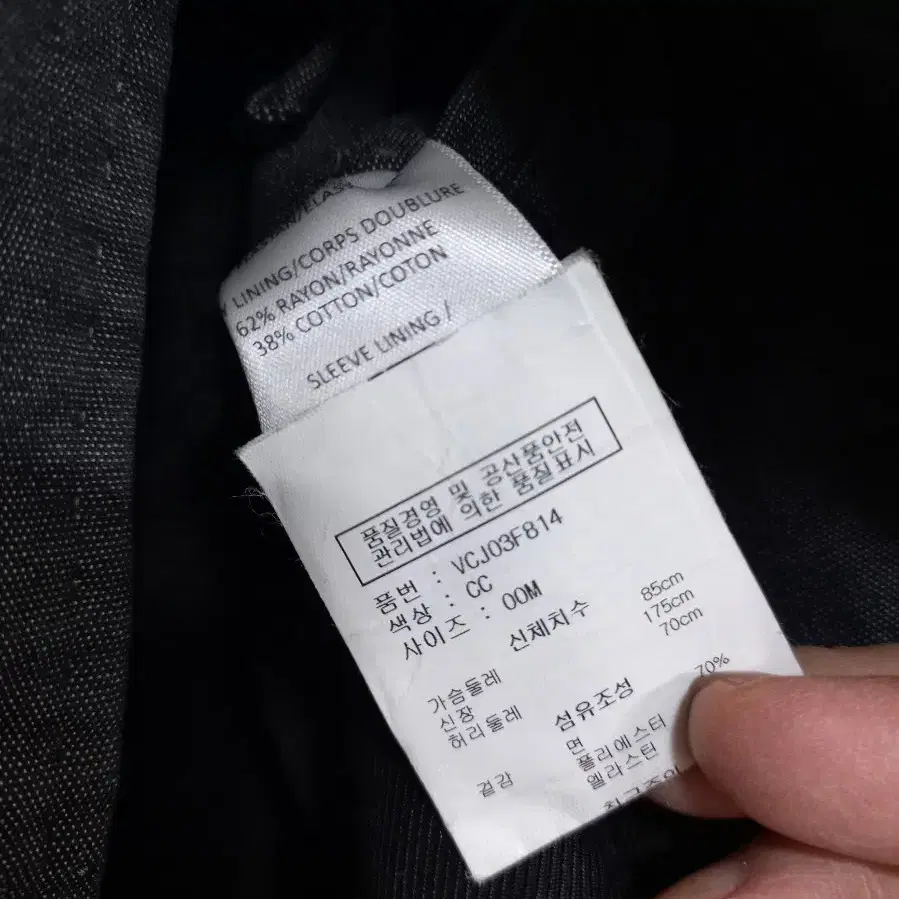 LINING/CORPS DOUBLURE
62% RAYON/RAYONNE
38% COTTON/COTON
SLEEVE LINING /
품질경영 및 공산품안전
관리법에 의한 품질표시
품번 : VCJ03F814
색상 : CC
사이즈 : 00M
신체치수
가슴둘레 85cm
신장 175cm
허리둘레 70cm
섬유조성
겉감 면 70%
폴리에스터
엘라스틴